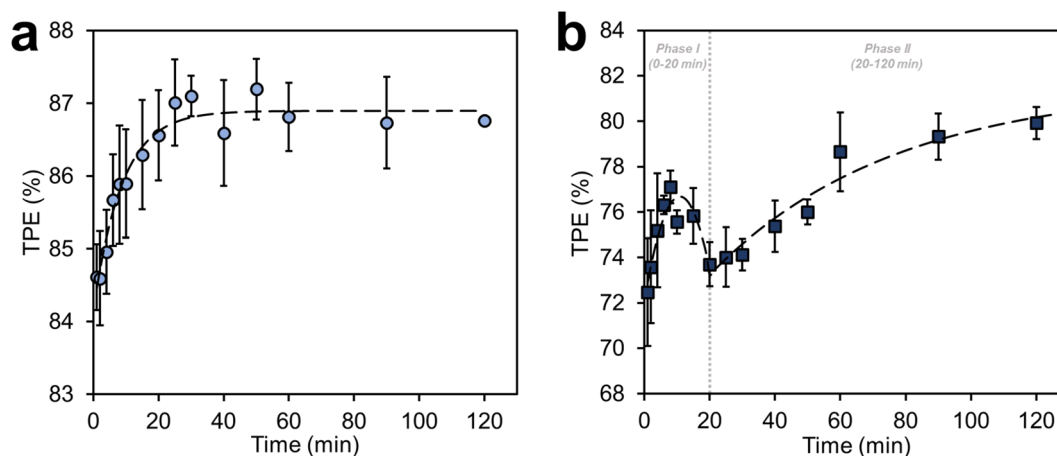 a
88
87
86
85
84
83
TPE (%)
0 20 40 60 80 100 120
Time (min)
b
84
82
80
78
76
74
72
70
68
TPE (%)
Phase I
(0-20 min)
Phase II
(20-120 min)
0 20 40 60 80 100 120
Time (min)